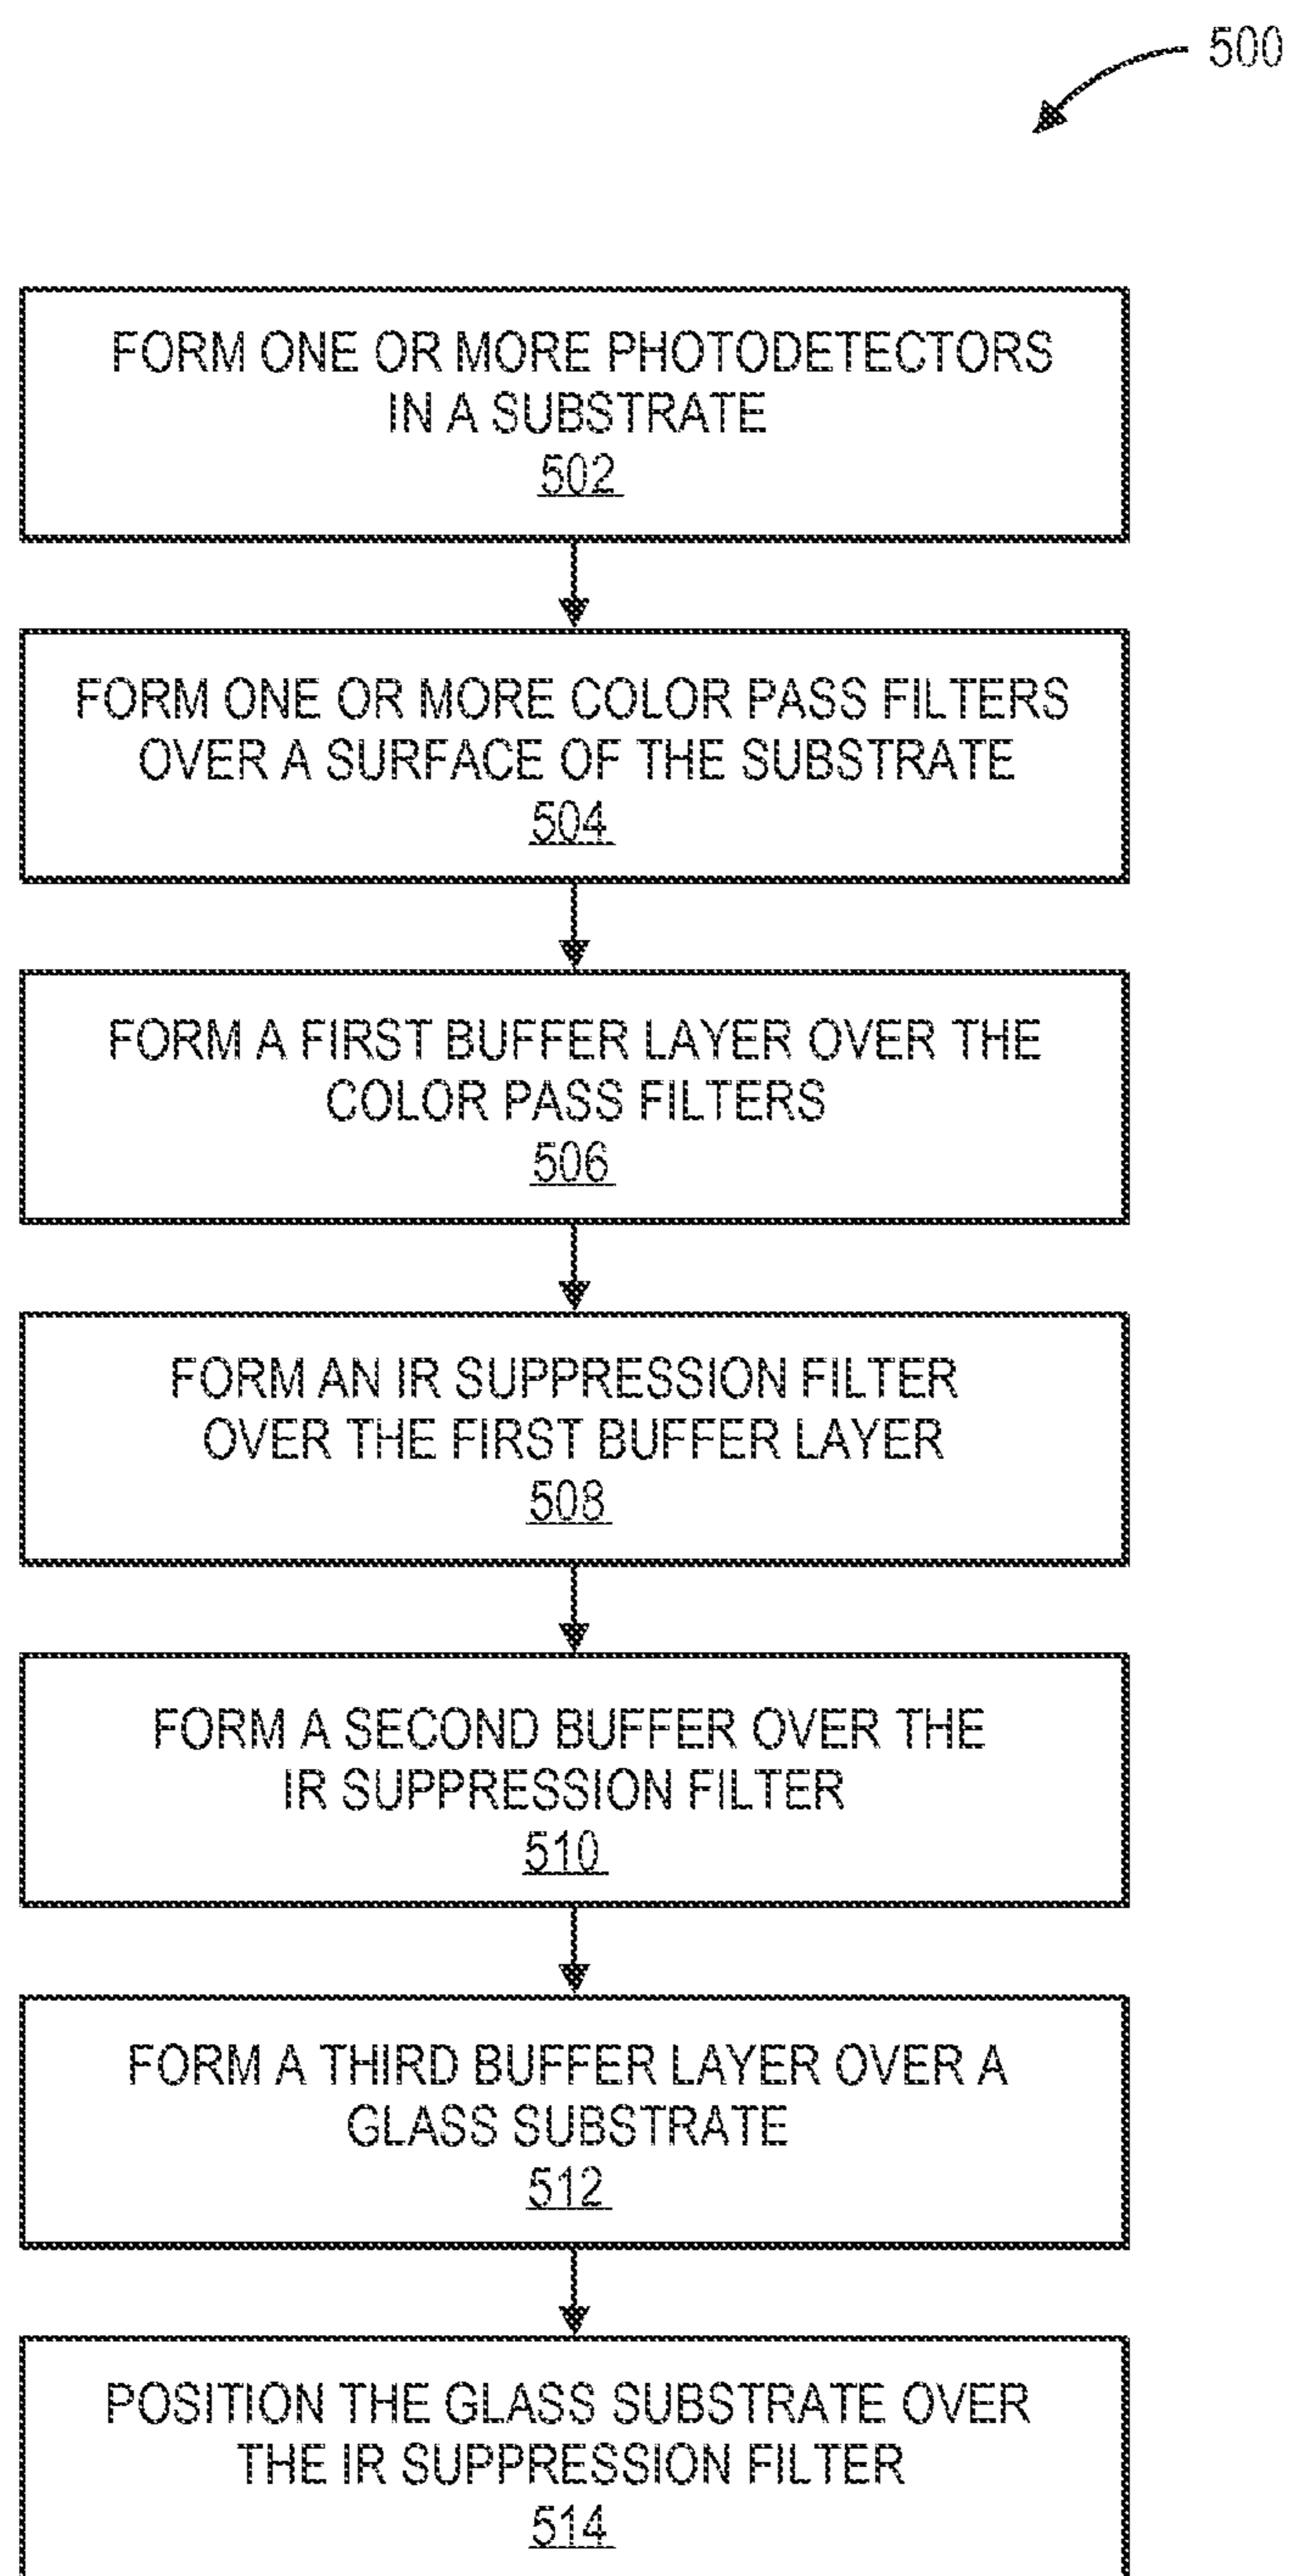 500
FORM ONE OR MORE PHOTODETECTORS
IN A SUBSTRATE
502
FORM ONE OR MORE COLOR PASS FILTERS
OVER A SURFACE OF THE SUBSTRATE
504
FORM A FIRST BUFFER LAYER OVER THE
COLOR PASS FILTERS
506
FORM AN IR SUPPRESSION FILTER
OVER THE FIRST BUFFER LAYER
508
FORM A SECOND BUFFER OVER THE
IR SUPPRESSION FILTER
510
FORM A THIRD BUFFER LAYER OVER A
GLASS SUBSTRATE
512
POSITION THE GLASS SUBSTRATE OVER
THE IR SUPPRESSION FILTER
514